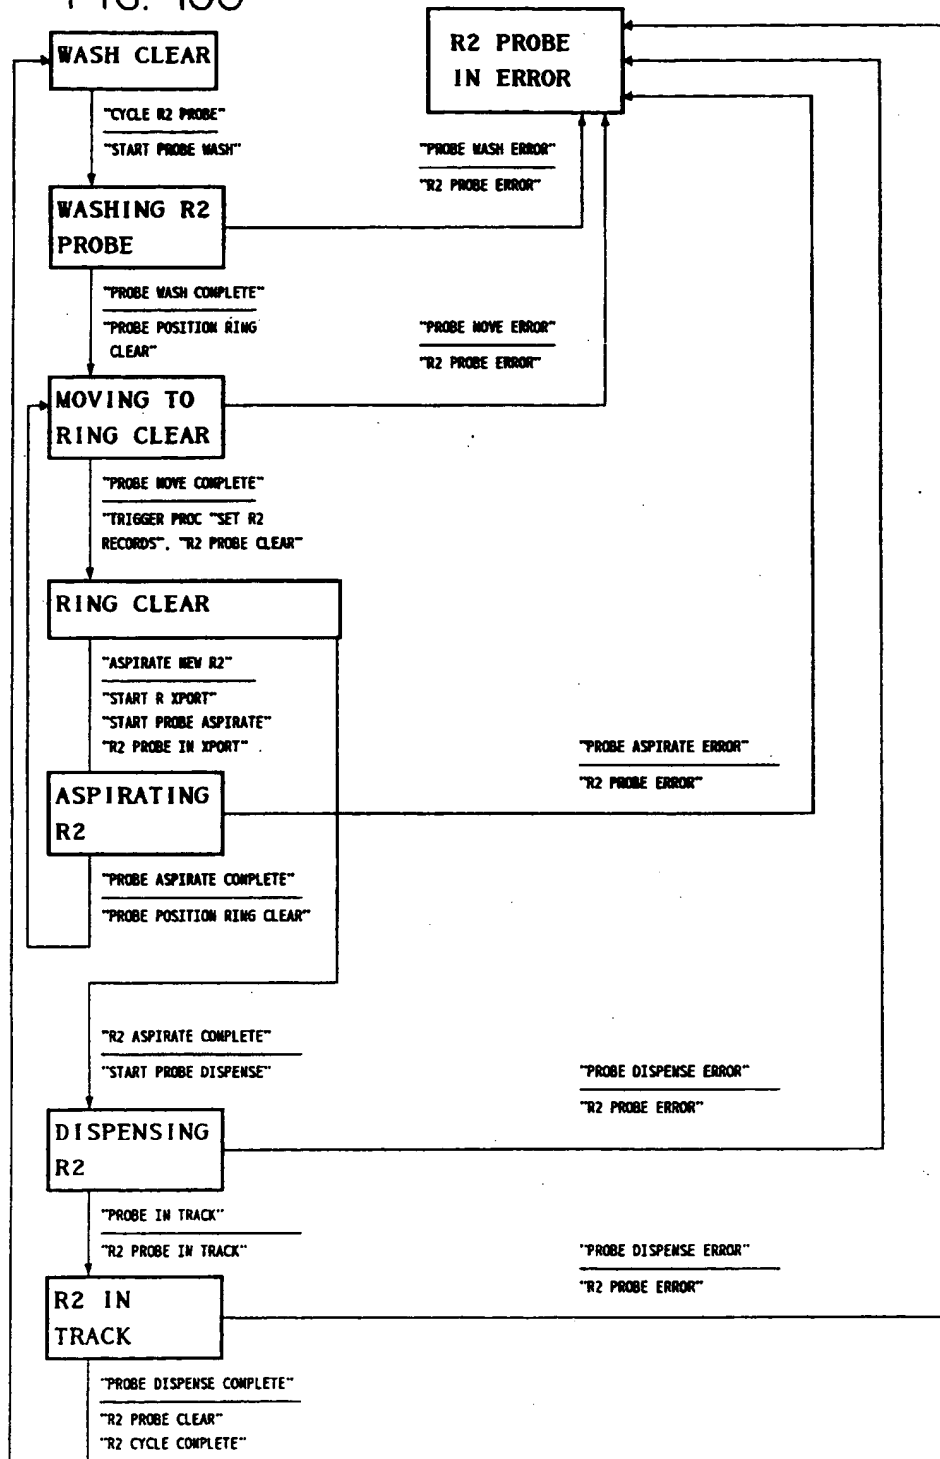 WASH CLEAR
"CYCLE R2 PROBE"
"START PROBE WASH"
R2 PROBE
IN ERROR
"PROBE WASH ERROR"
"R2 PROBE ERROR"
WASHING R2
PROBE
"PROBE WASH COMPLETE"
"PROBE POSITION RING
CLEAR"
"PROBE MOVE ERROR"
"R2 PROBE ERROR"
MOVING TO
RING CLEAR
"PROBE MOVE COMPLETE"
"TRIGGER PROC "SET R2
RECORDS", "R2 PROBE CLEAR"
RING CLEAR
"ASPIRATE NEW R2"
"START R XPORT"
"START PROBE ASPIRATE"
"R2 PROBE IN XPORT"
"PROBE ASPIRATE ERROR"
"R2 PROBE ERROR"
ASPIRATING
R2
"PROBE ASPIRATE COMPLETE"
"PROBE POSITION RING CLEAR"
"R2 ASPIRATE COMPLETE"
"START PROBE DISPENSE"
"PROBE DISPENSE ERROR"
"R2 PROBE ERROR"
DISPENSING
R2
"PROBE IN TRACK"
"R2 PROBE IN TRACK"
"PROBE DISPENSE ERROR"
"R2 PROBE ERROR"
R2 IN
TRACK
"PROBE DISPENSE COMPLETE"
"R2 PROBE CLEAR"
"R2 CYCLE COMPLETE"